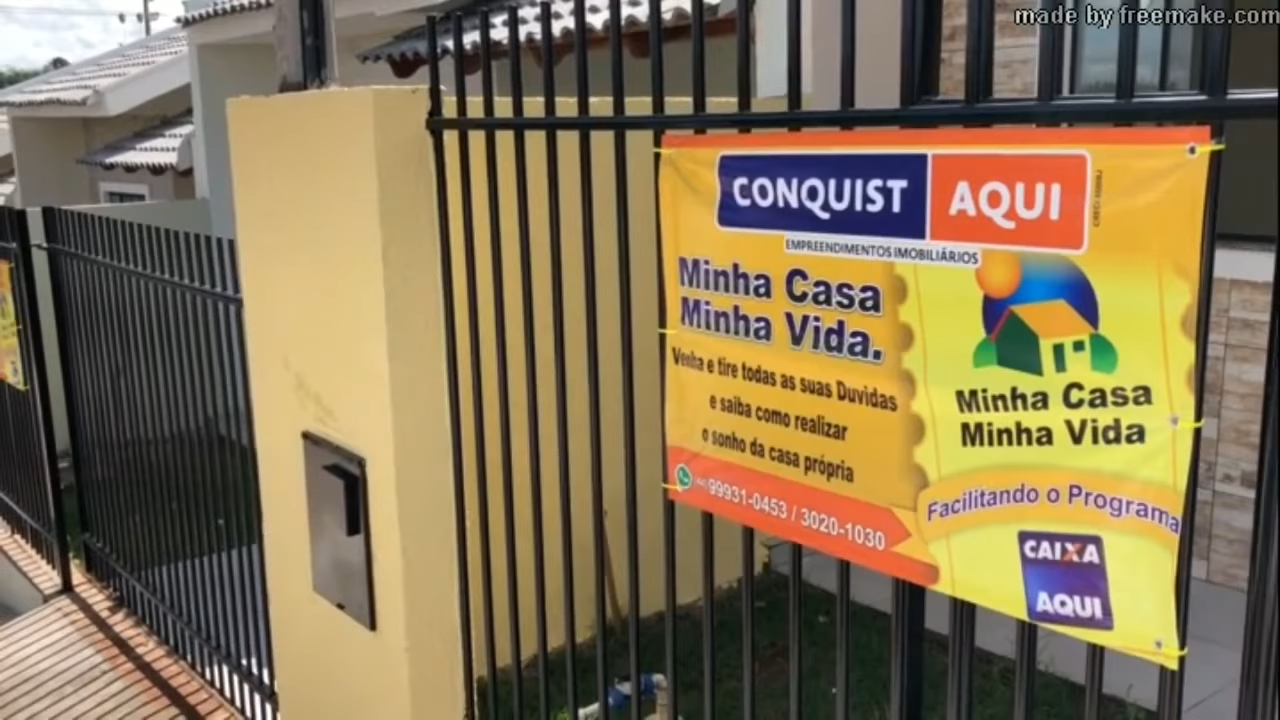 made by freemake.com
CONQUIST AQUI
EMPREENDIMENTOS IMOBILIÁRIOS
Minha Casa
Minha Vida.
Venha e tire todas as suas Duvidas
e saiba como realizar
o sonho da casa própria
99931-0453 / 3020-1030
Minha Casa
Minha Vida
Facilitando o Programa
CAIXA
AQUI